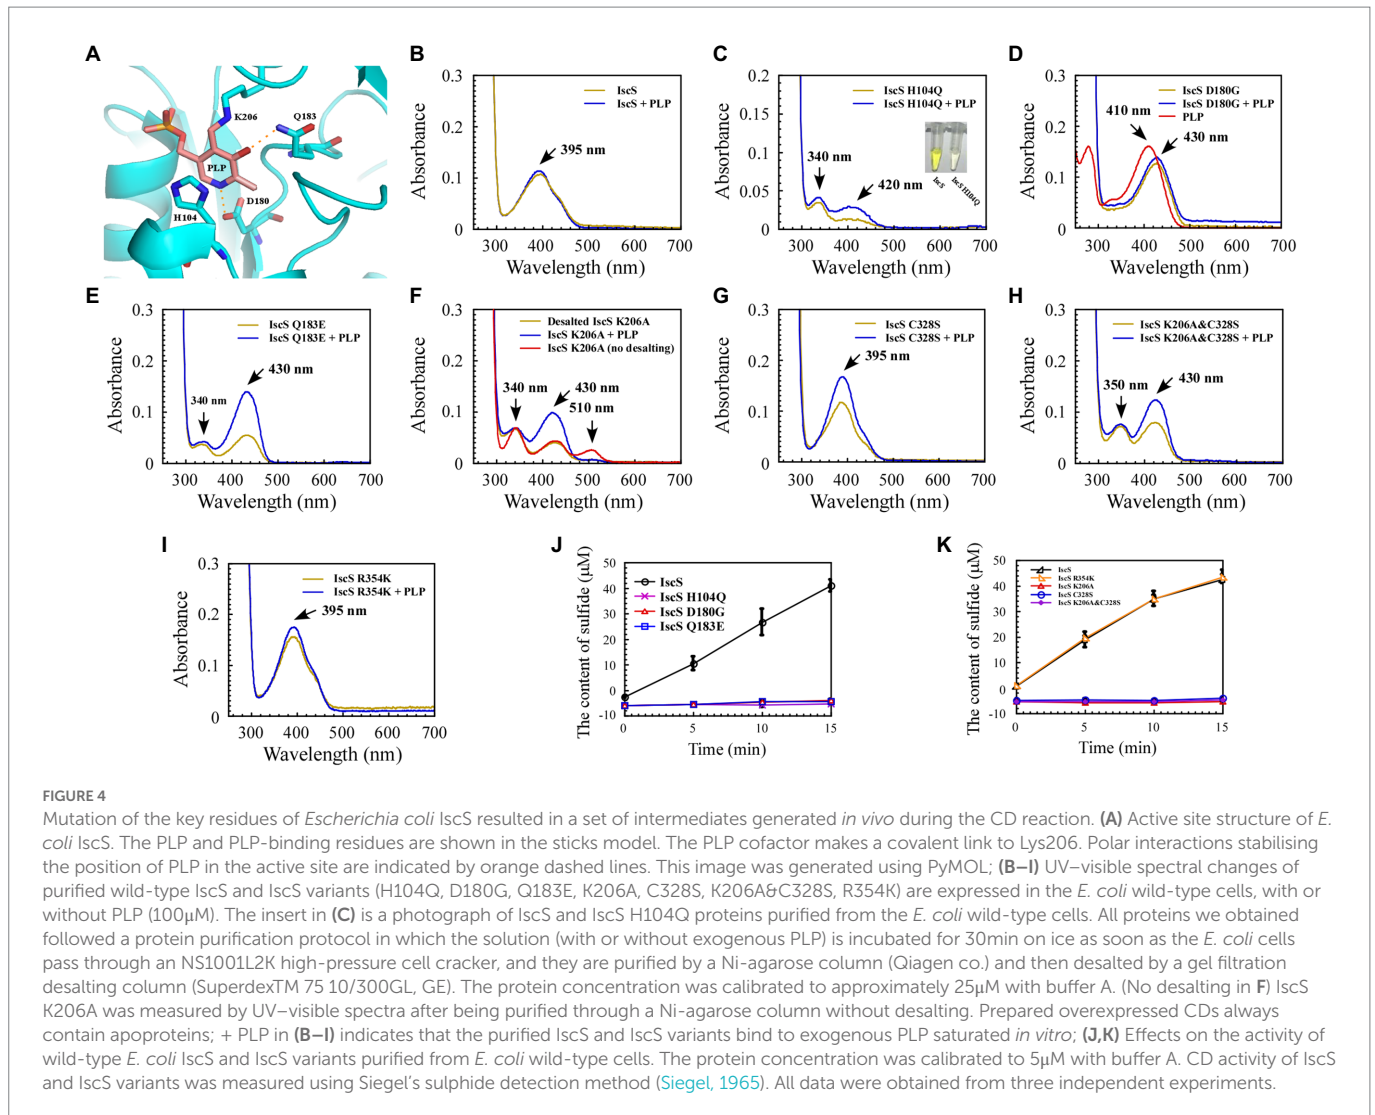 A
K206
Q183
PLP
D180
H104
B
0.3
0.2
0.1
0
IscS
IscS + PLP
395 nm
300 400 500 600 700
Absorbance
Wavelength (nm)
C
0.2
0.15
0.1
0.05
0
IscS H104Q
IscS H104Q + PLP
340 nm
420 nm
IscS
IscS H104Q
300 400 500 600 700
Absorbance
Wavelength (nm)
D
0.3
0.2
0.1
0
IscS D180G
IscS D180G + PLP
PLP
410 nm
430 nm
300 400 500 600 700
Absorbance
Wavelength (nm)
E
0.3
0.2
0.1
0
IscS Q183E
IscS Q183E + PLP
430 nm
340 nm
300 400 500 600 700
Absorbance
Wavelength (nm)
F
0.3
0.2
0.1
0
Desalted IscS K206A
IscS K206A + PLP
IscS K206A (no desalting)
340 nm
430 nm
510 nm
300 400 500 600 700
Absorbance
Wavelength (nm)
G
0.3
0.2
0.1
0
IscS C328S
IscS C328S + PLP
395 nm
300 400 500 600 700
Absorbance
Wavelength (nm)
H
0.3
0.2
0.1
0
IscS K206A&C328S
IscS K206A&C328S + PLP
350 nm
430 nm
300 400 500 600 700
Absorbance
Wavelength (nm)
I
0.3
0.2
0.1
0
IscS R354K
IscS R354K + PLP
395 nm
300 400 500 600 700
Absorbance
Wavelength (nm)
J
50
40
30
20
10
0
-10
IscS
IscS H104Q
IscS D180G
IscS Q183E
0 5 10 15
The content of sulfide (μM)
Time (min)
K
50
40
30
20
10
0
-10
IscS
IscS R354K
IscS K206A
IscS C328S
IscS K206A&C328S
0 5 10 15
The content of sulfide (μM)
Time (min)
FIGURE 4
Mutation of the key residues of Escherichia coli IscS resulted in a set of intermediates generated in vivo during the CD reaction. (A) Active site structure of E.
coli IscS. The PLP and PLP-binding residues are shown in the sticks model. The PLP cofactor makes a covalent link to Lys206. Polar interactions stabilising
the position of PLP in the active site are indicated by orange dashed lines. This image was generated using PyMOL; (B–I) UV–visible spectral changes of
purified wild-type IscS and IscS variants (H104Q, D180G, Q183E, K206A, C328S, K206A&C328S, R354K) are expressed in the E. coli wild-type cells, with or
without PLP (100μM). The insert in (C) is a photograph of IscS and IscS H104Q proteins purified from the E. coli wild-type cells. All proteins we obtained
followed a protein purification protocol in which the solution (with or without exogenous PLP) is incubated for 30min on ice as soon as the E. coli cells
pass through an NS1001L2K high-pressure cell cracker, and they are purified by a Ni-agarose column (Qiagen co.) and then desalted by a gel filtration
desalting column (SuperdexTM 75 10/300GL, GE). The protein concentration was calibrated to approximately 25μM with buffer A. (No desalting in F) IscS
K206A was measured by UV–visible spectra after being purified through a Ni-agarose column without desalting. Prepared overexpressed CDs always
contain apoproteins; + PLP in (B–I) indicates that the purified IscS and IscS variants bind to exogenous PLP saturated in vitro; (J,K) Effects on the activity of
wild-type E. coli IscS and IscS variants purified from E. coli wild-type cells. The protein concentration was calibrated to 5μM with buffer A. CD activity of IscS
and IscS variants was measured using Siegel's sulphide detection method (Siegel, 1965). All data were obtained from three independent experiments.